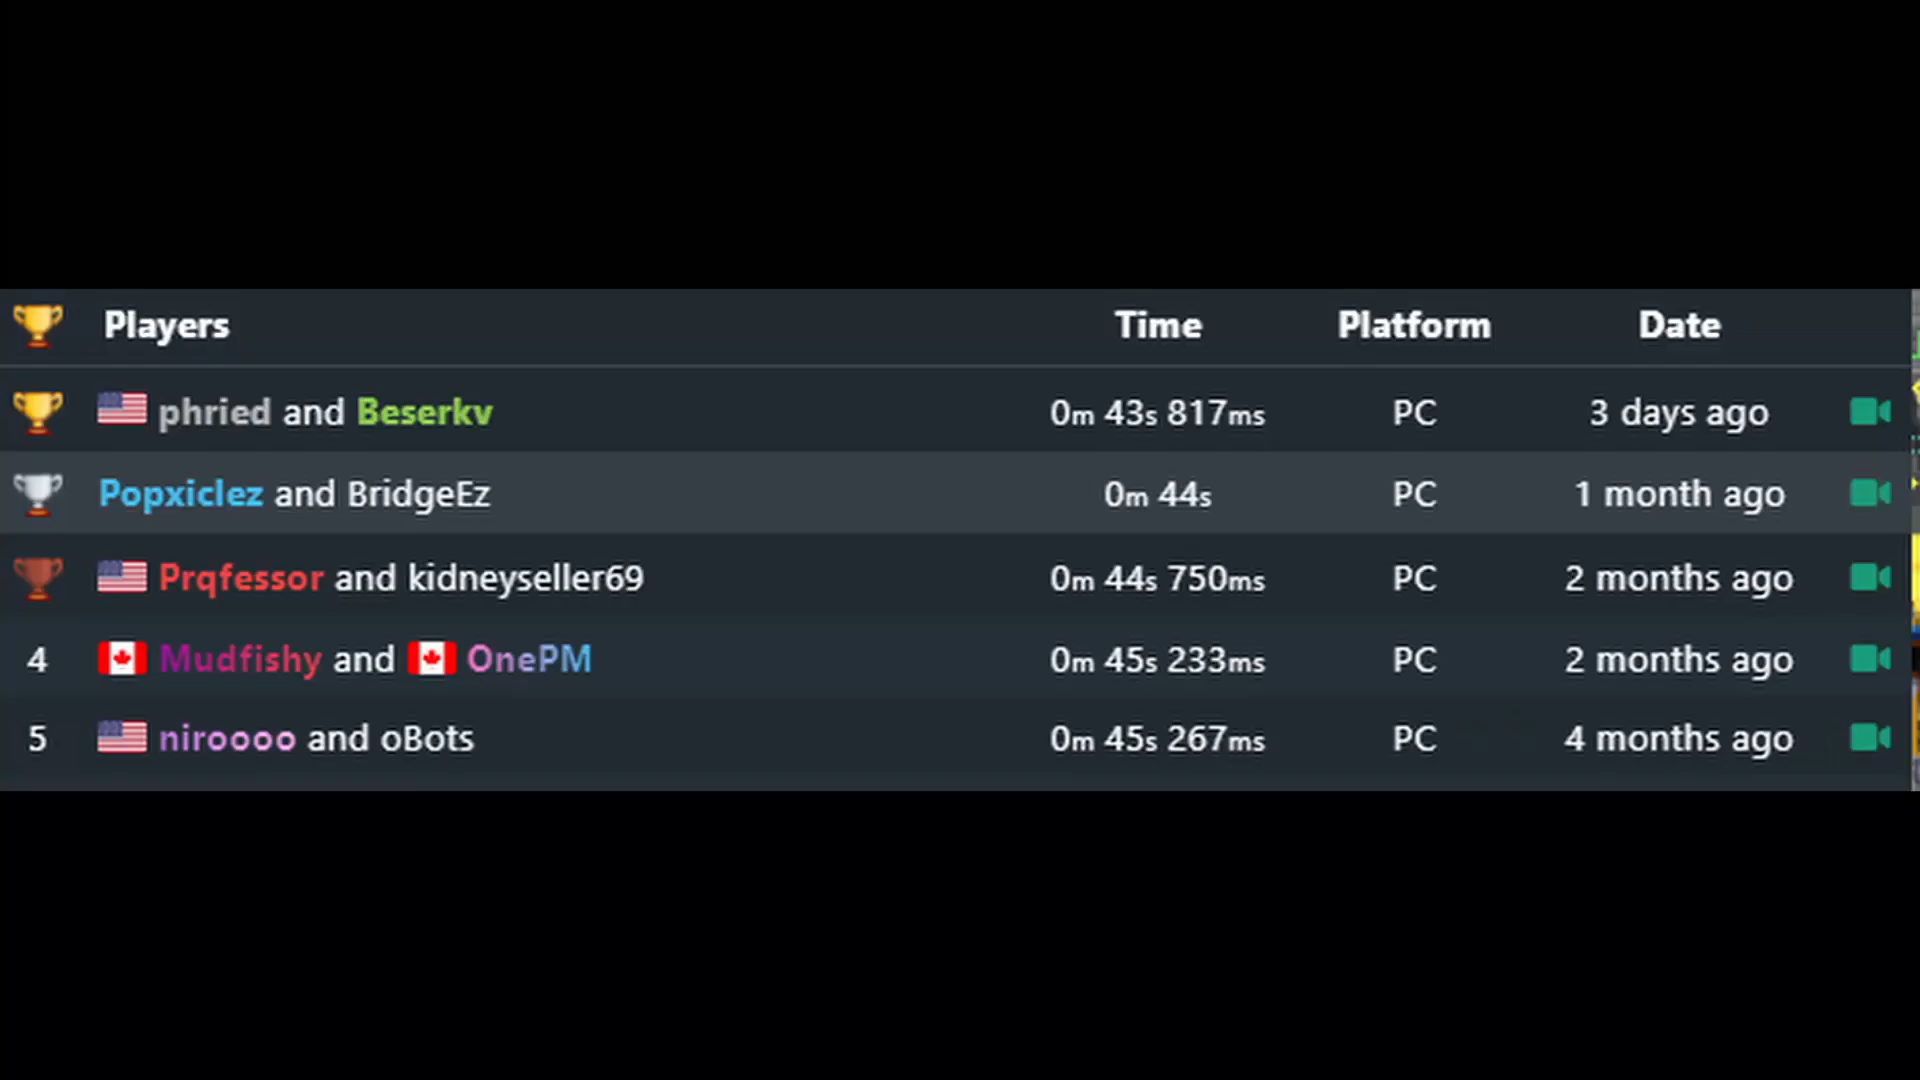 Players Time Platform Date
phried and Beserkv 0m 43s 817ms PC 3 days ago
Popxiclez and BridgeEz 0m 44s PC 1 month ago
Prqfessor and kidneyseller69 0m 44s 750ms PC 2 months ago
4 Mudfishy and OnePM 0m 45s 233ms PC 2 months ago
5 niroooo and oBots 0m 45s 267ms PC 4 months ago